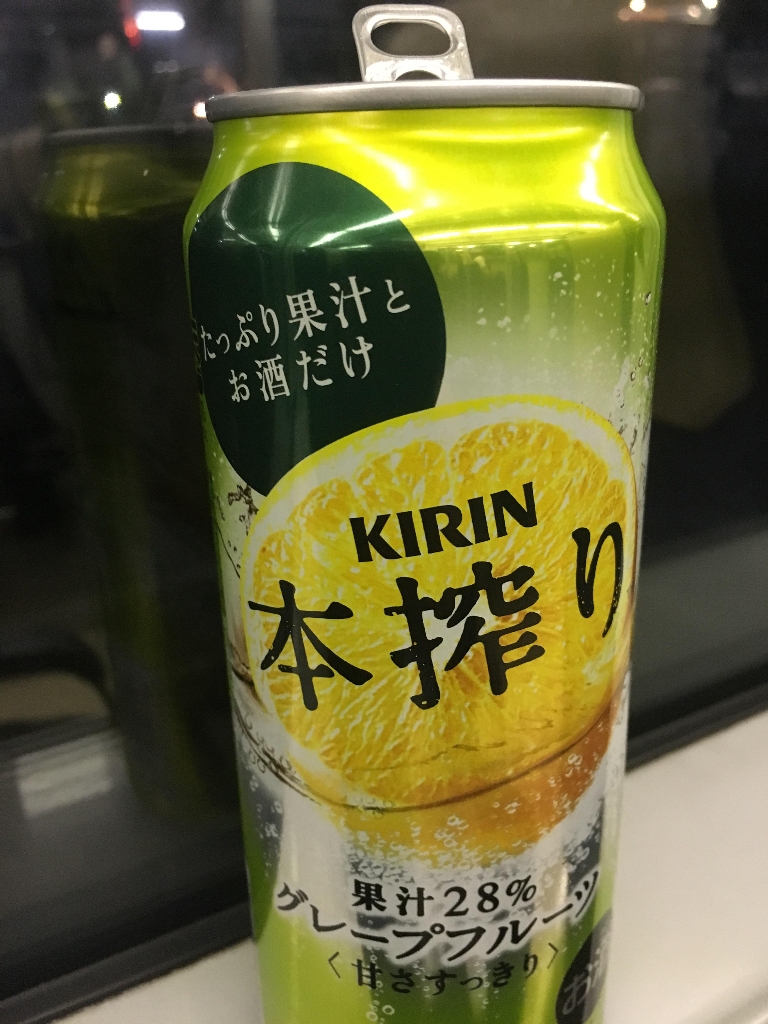 たっぷり果汁と
お酒だけ
KIRIN
本搾り
果汁28%
グレープフルーツ
〈甘さすっきり〉